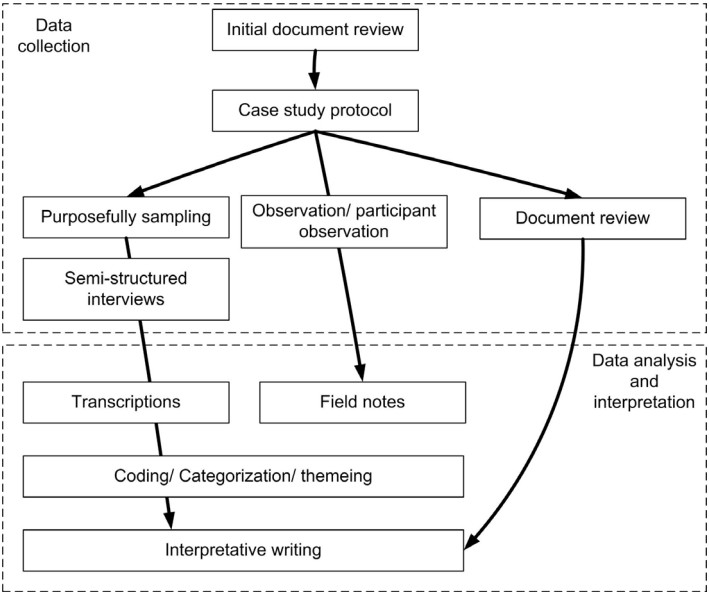 Data
collection
Initial document review
Case study protocol
Purposefully sampling
Observation/ participant
observation
Document review
Semi-structured
interviews
Data analysis
and
interpretation
Transcriptions
Field notes
Coding/ Categorization/ themeing
Interpretative writing